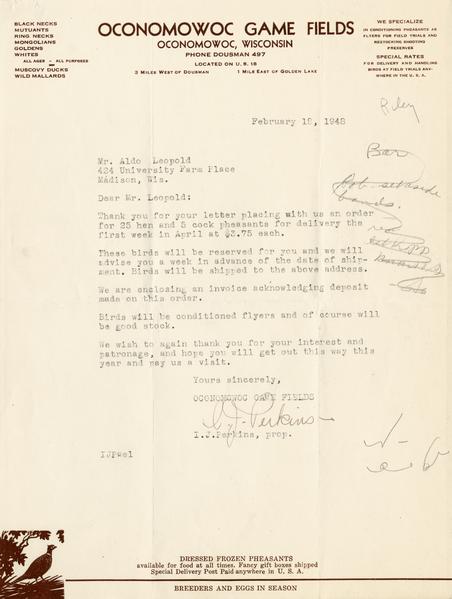 BLACK NECKS
MUTUANTS
RING NECKS
MONGOLIANS
GOLDENS
WHITES
ALL AGES - ALL PURPOSES
MUSCOVY DUCKS
WILD MALLARDS
OCONOMOWOC GAME FIELDS
OCONOMOWOC, WISCONSIN
PHONE DOUSMAN 497
LOCATED ON U. S. 18
3 MILES WEST OF DOUSMAN 1 MILE EAST OF GOLDEN LAKE
WE SPECIALIZE
IN CONDITIONING PHEASANTS AS
FLYERS FOR FIELD TRIALS AND
RESTOCKING SHOOTING
PRESERVES
SPECIAL RATES
FOR DELIVERY AND HANDLING
BIRDS AT FIELD TRIALS ANY-
WHERE IN THE U. S. A.
Riley
February 18, 1948
Mr. Aldo Leopold
424 University Farm Place
Madison, Wis.
Dear Mr. Leopold:
Thank you for your letter placing with us an order
for 25 hen and 5 cock pheasants for delivery the
first week in April at $3.75 each.
These birds will be reserved for you and we will
advise you a week in advance of the date of ship-
ment. Birds will be shipped to the above address.
We are enclosing an invoice acknowledging deposit
made on this order.
Birds will be conditioned flyers and of course will
be good stock.
We wish to again thank you for your interest and
patronage, and hope you will get out this way this
year and pay us a visit.
Yours sincerely,
OCONOMOWOC GAME FIELDS
I.J. Perkins
I.J.Perkins, prop.
IJP:el
bands.
red
DRESSED FROZEN PHEASANTS
available for food at all times. Fancy gift boxes shipped
Special Delivery Post Paid anywhere in U. S. A.
BREEDERS AND EGGS IN SEASON